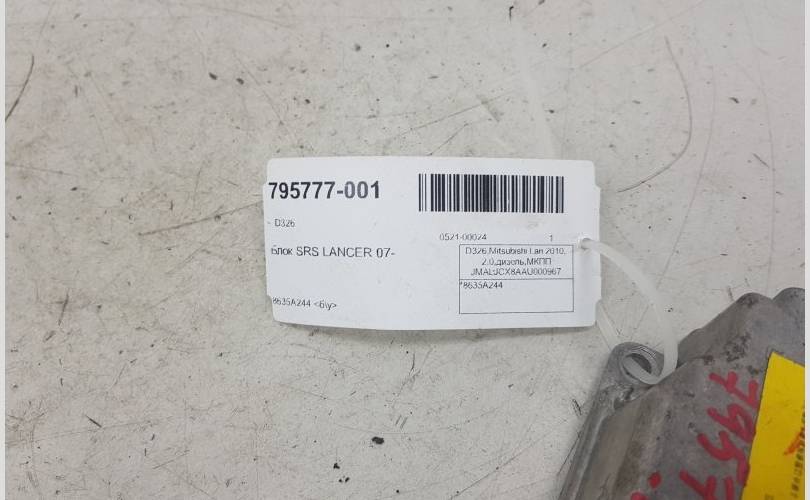 795777-001
- D326
0521-00024 1
Блок SRS LANCER 07-
D326,Mitsubishi Lan 2010,
2.0,дизель,МКПП
*8635A244
8635A244 <б\у>
795